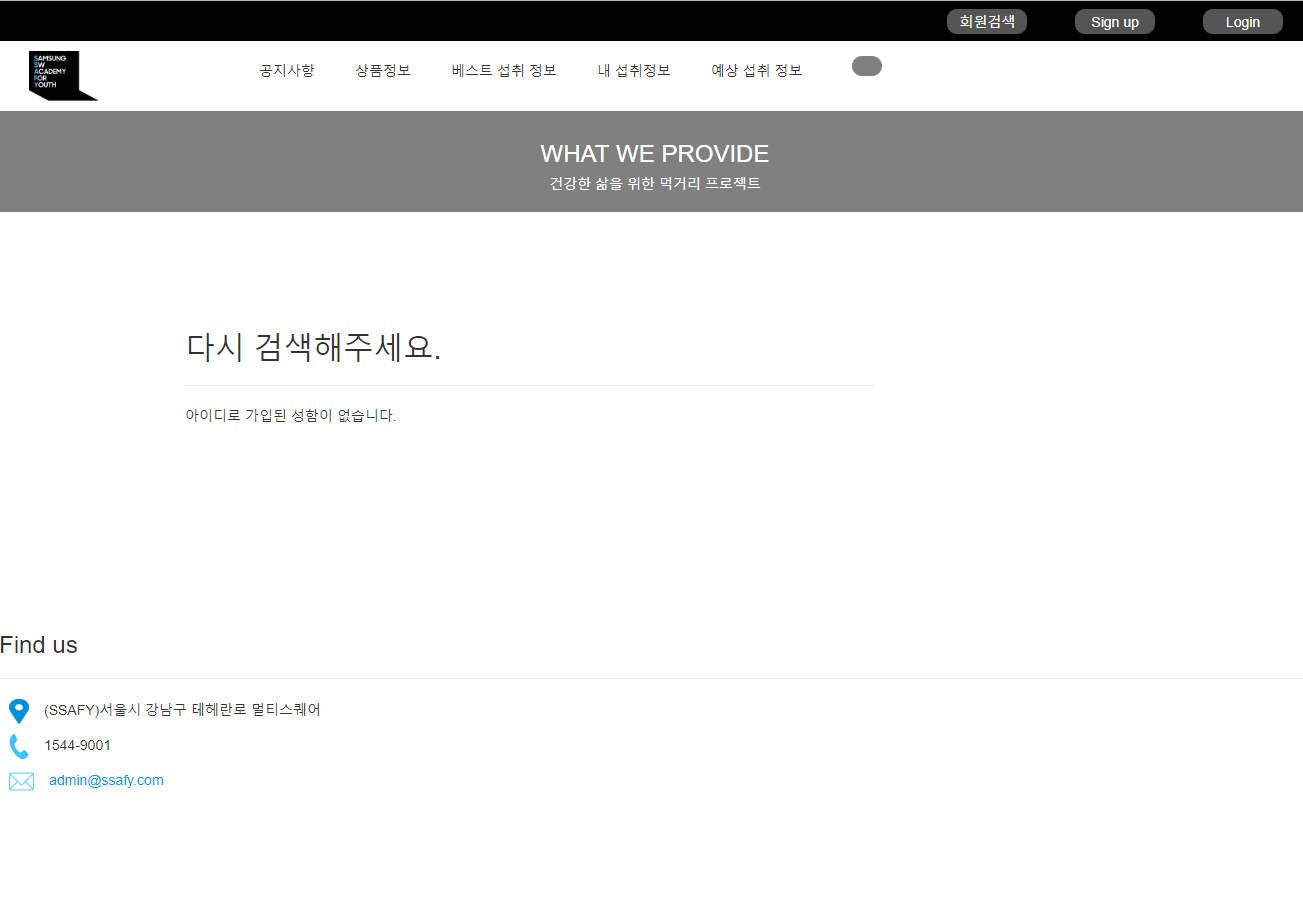 회원검색 Sign up Login
SAMSUNG
SW
ACADEMY
FOR
YOUTH
공지사항 상품정보 베스트 섭취 정보 내 섭취정보 예상 섭취 정보
WHAT WE PROVIDE
건강한 삶을 위한 먹거리 프로젝트
다시 검색해주세요.
아이디로 가입된 성함이 없습니다.
Find us
(SSAFY)서울시 강남구 테헤란로 멀티스퀘어
1544-9001
admin@ssafy.com